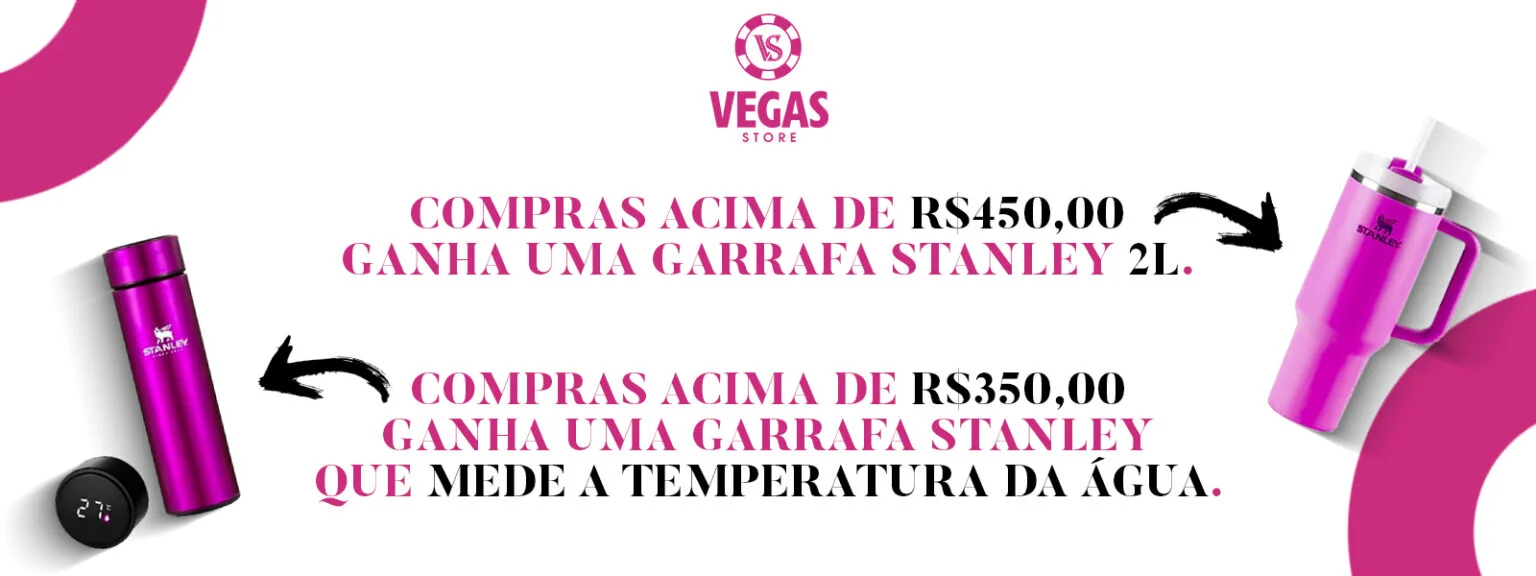 VS
VEGAS
STORE
COMPRAS ACIMA DE R$450,00
GANHA UMA GARRAFA STANLEY 2L.
STANLEY
COMPRAS ACIMA DE R$350,00
GANHA UMA GARRAFA STANLEY
QUE MEDE A TEMPERATURA DA ÁGUA.
STANLEY
27°C